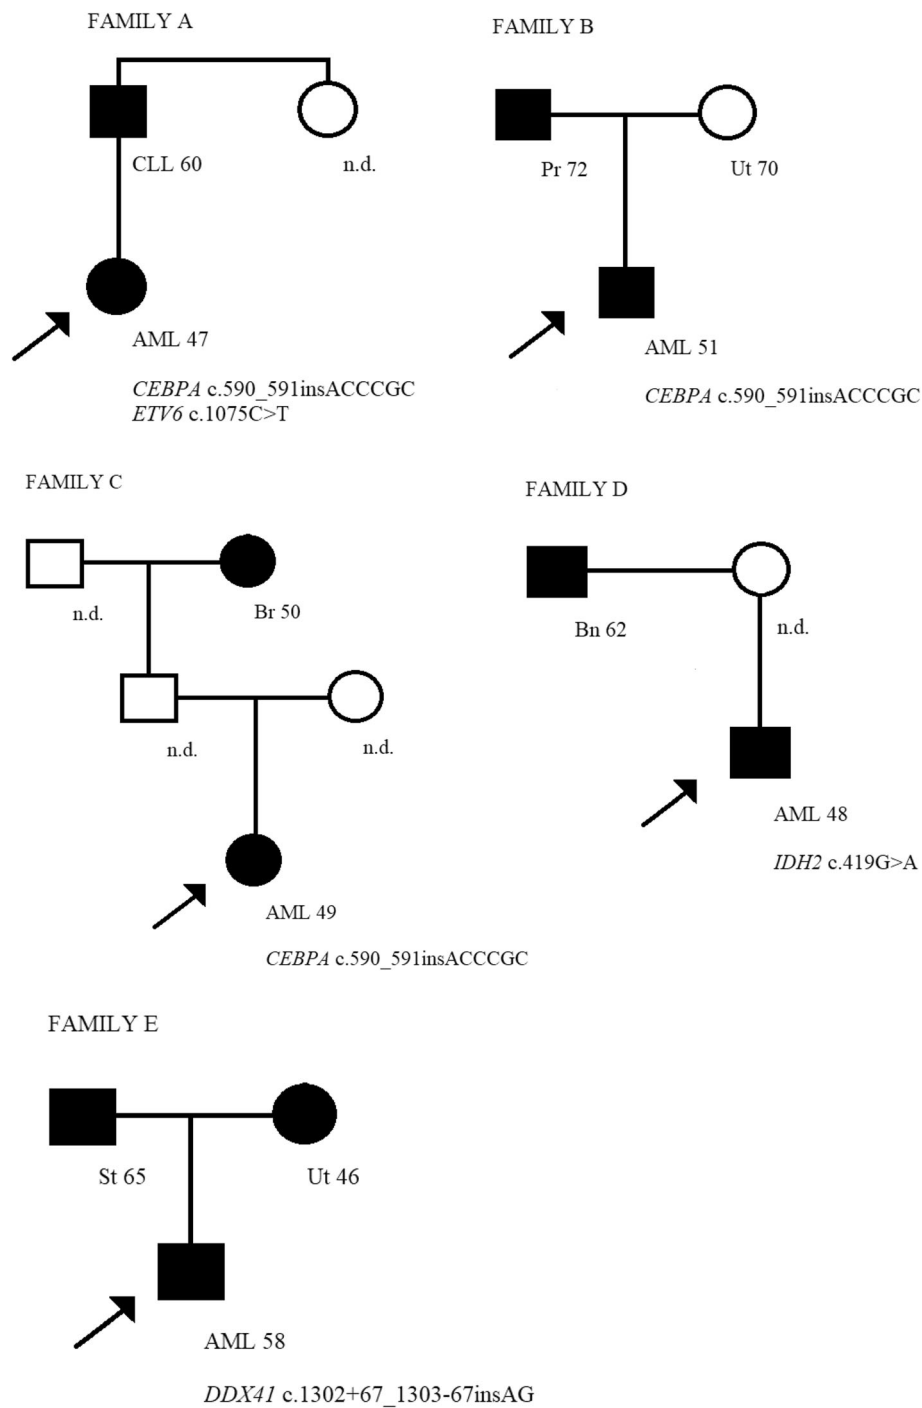 FAMILY A
CLL 60
n.d.
AML 47
CEBPA c.590_591insACCCGC
ETV6 c.1075C>T
FAMILY B
Pr 72
Ut 70
AML 51
CEBPA c.590_591insACCCGC
FAMILY C
n.d.
Br 50
n.d.
n.d.
AML 49
CEBPA c.590_591insACCCGC
FAMILY D
Bn 62
n.d.
AML 48
IDH2 c.419G>A
FAMILY E
St 65
Ut 46
AML 58
DDX41 c.1302+67_1303-67insAG